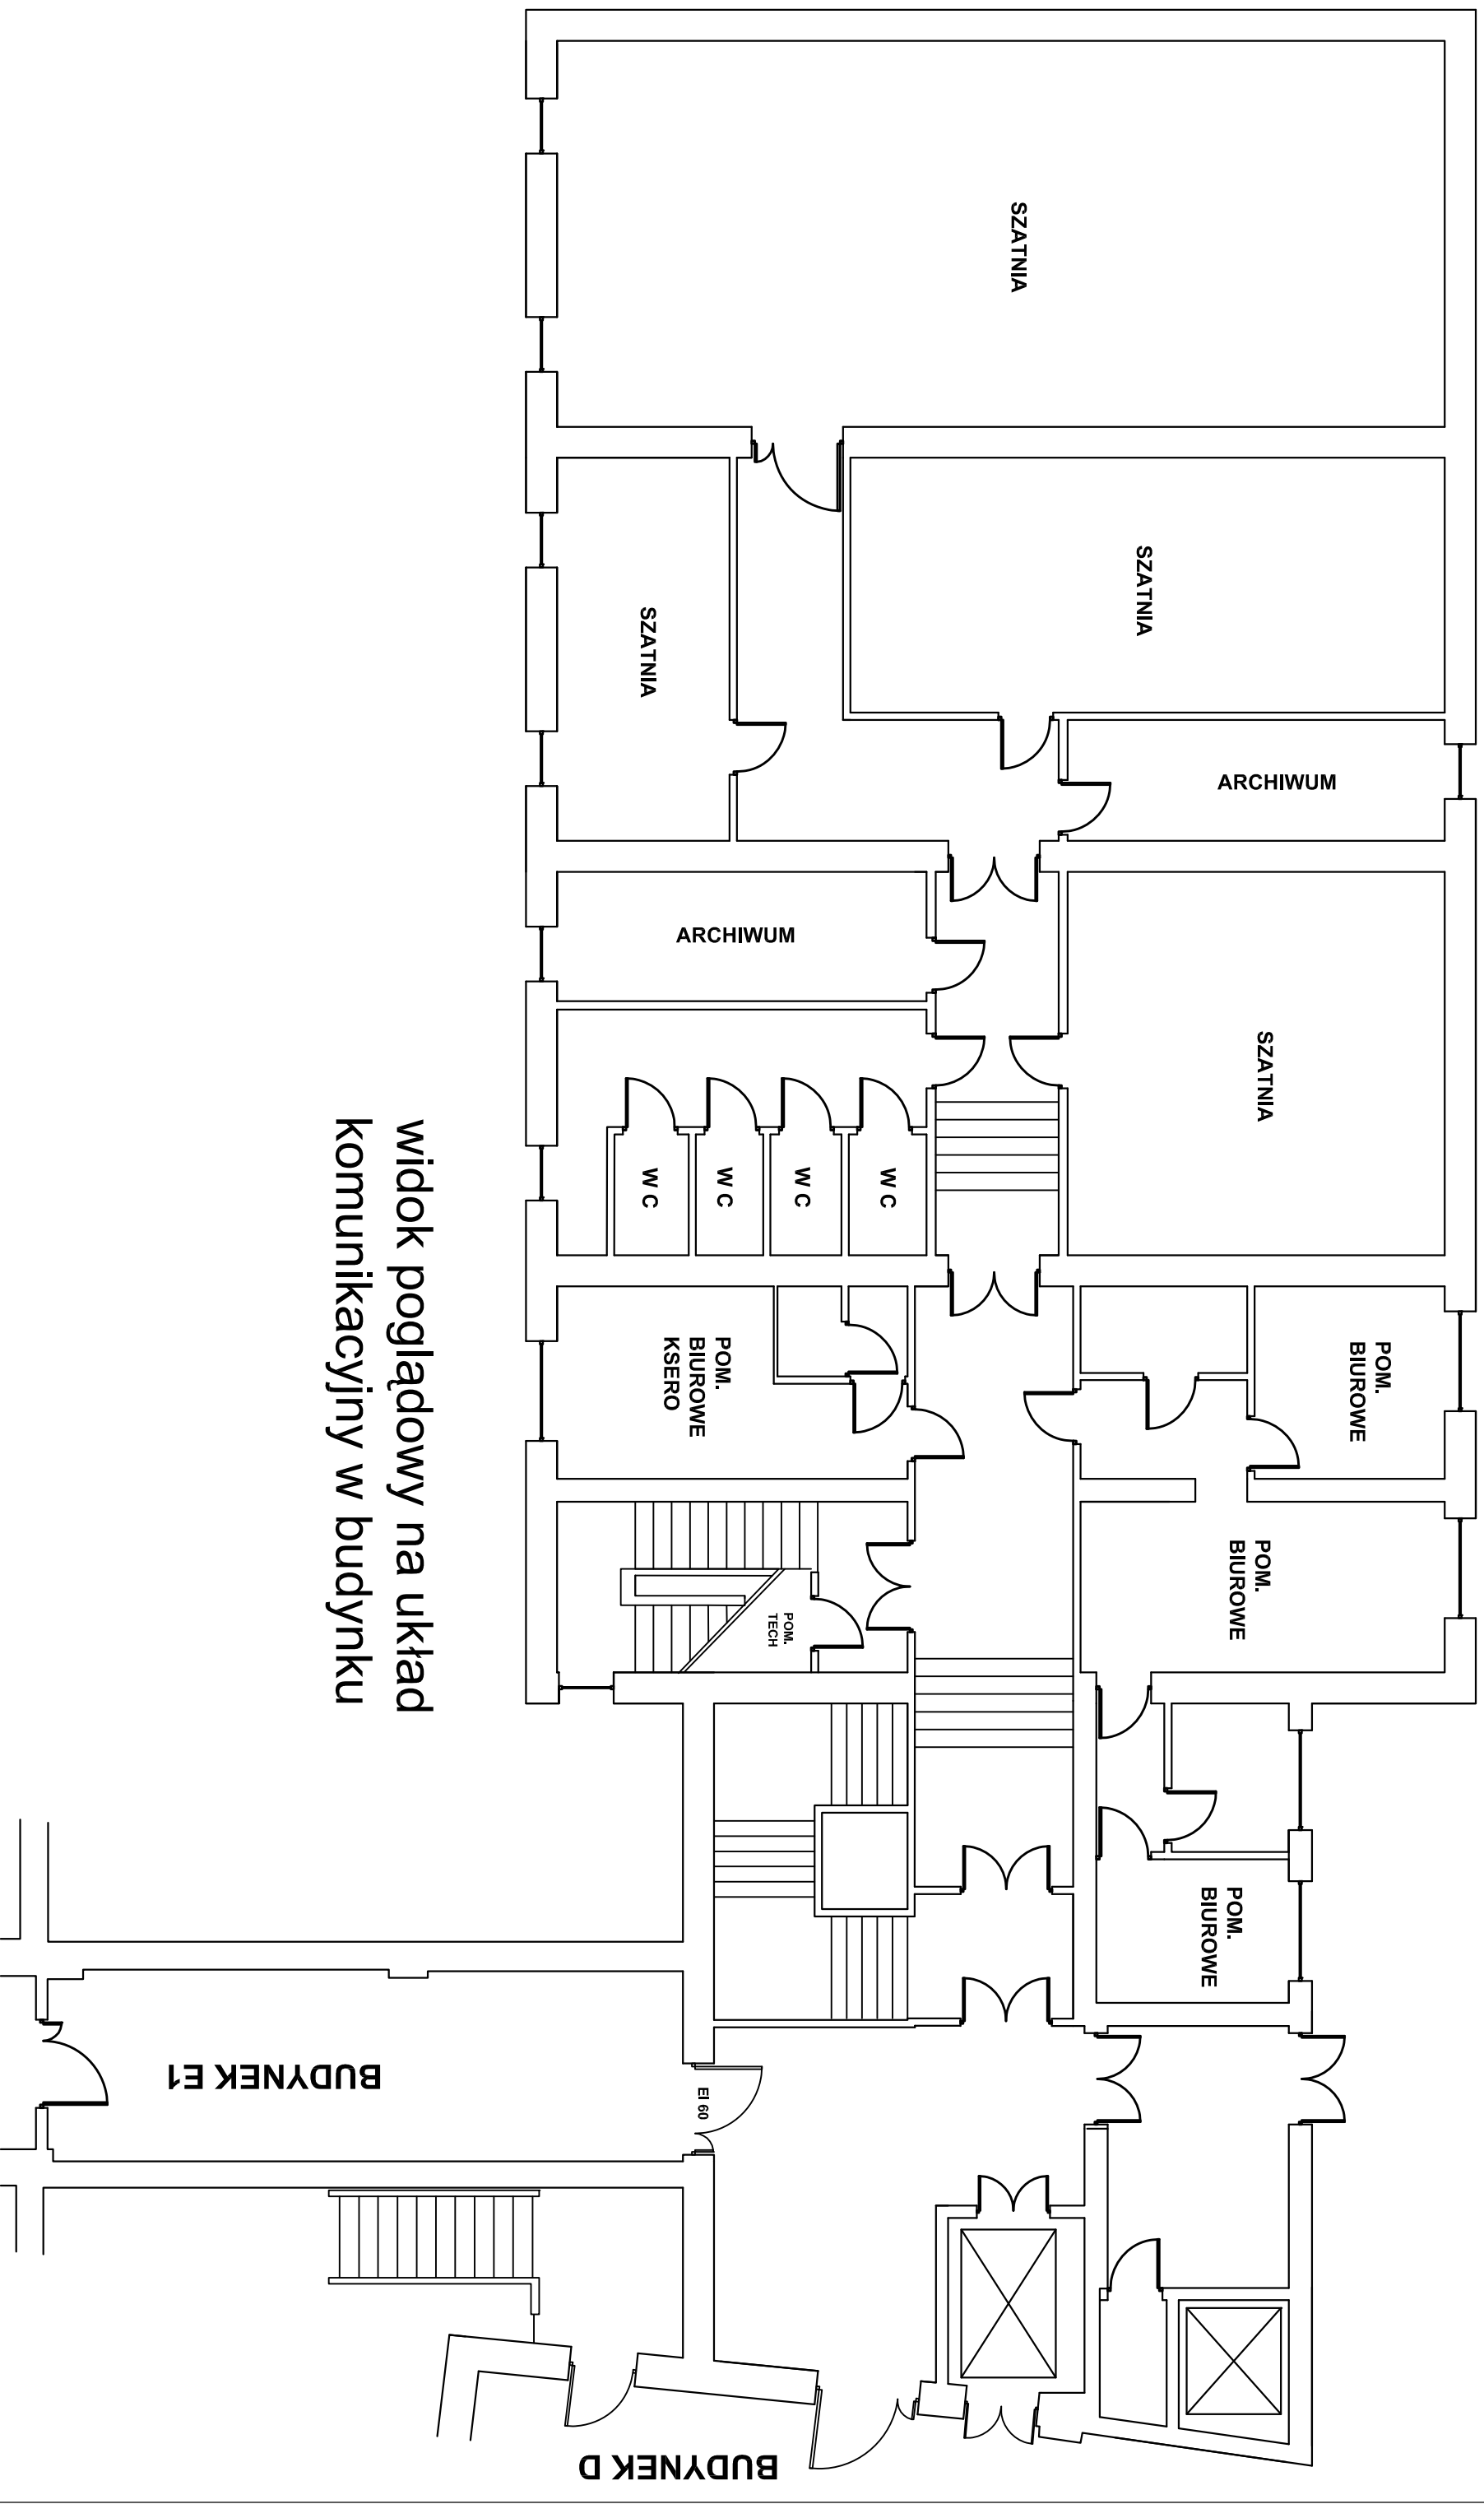 SZATNIA
SZATNIA
SZATNIA
ARCHIWUM
ARCHIWUM
SZATNIA
W C
W C
W C
W C
POM.
BIUROWE
KSERO
POM.
BIUROWE
POM.
BIUROWE
POM.
TECH
POM.
BIUROWE
widok poglądowy na układ
komunikacyjny w budynku
BUDYNEK E1
EI 60
BUDYNEK D